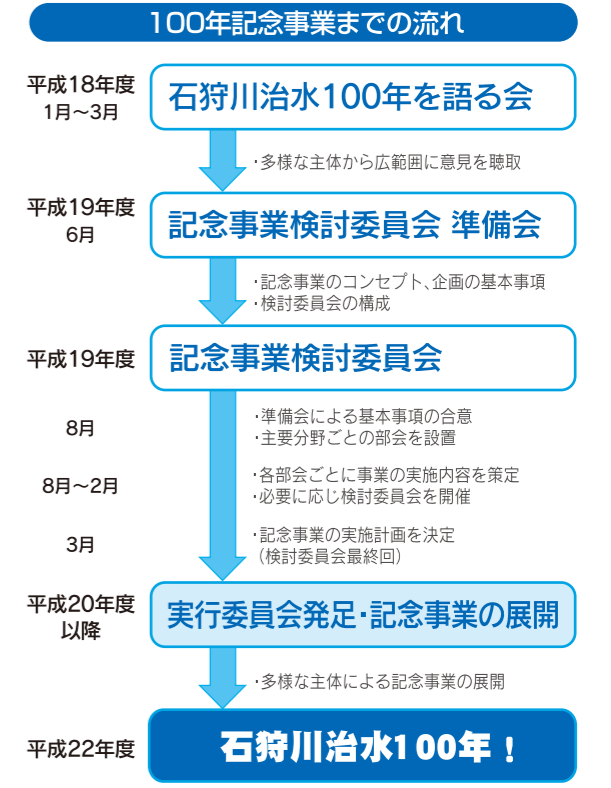 100年記念事業までの流れ
平成18年度
1月～3月
石狩川治水100年を語る会
・多様な主体から広範囲に意見を聴取
平成19年度
6月
記念事業検討委員会 準備会
・記念事業のコンセプト、企画の基本事項
・検討委員会の構成
平成19年度
記念事業検討委員会
8月
・準備会による基本事項の合意
・主要分野ごとの部会を設置
8月～2月
・各部会ごとに事業の実施内容を策定
・必要に応じ検討委員会を開催
3月
・記念事業の実施計画を決定
（検討委員会最終回）
平成20年度
以降
実行委員会発足・記念事業の展開
・多様な主体による記念事業の展開
平成22年度
石狩川治水100年！